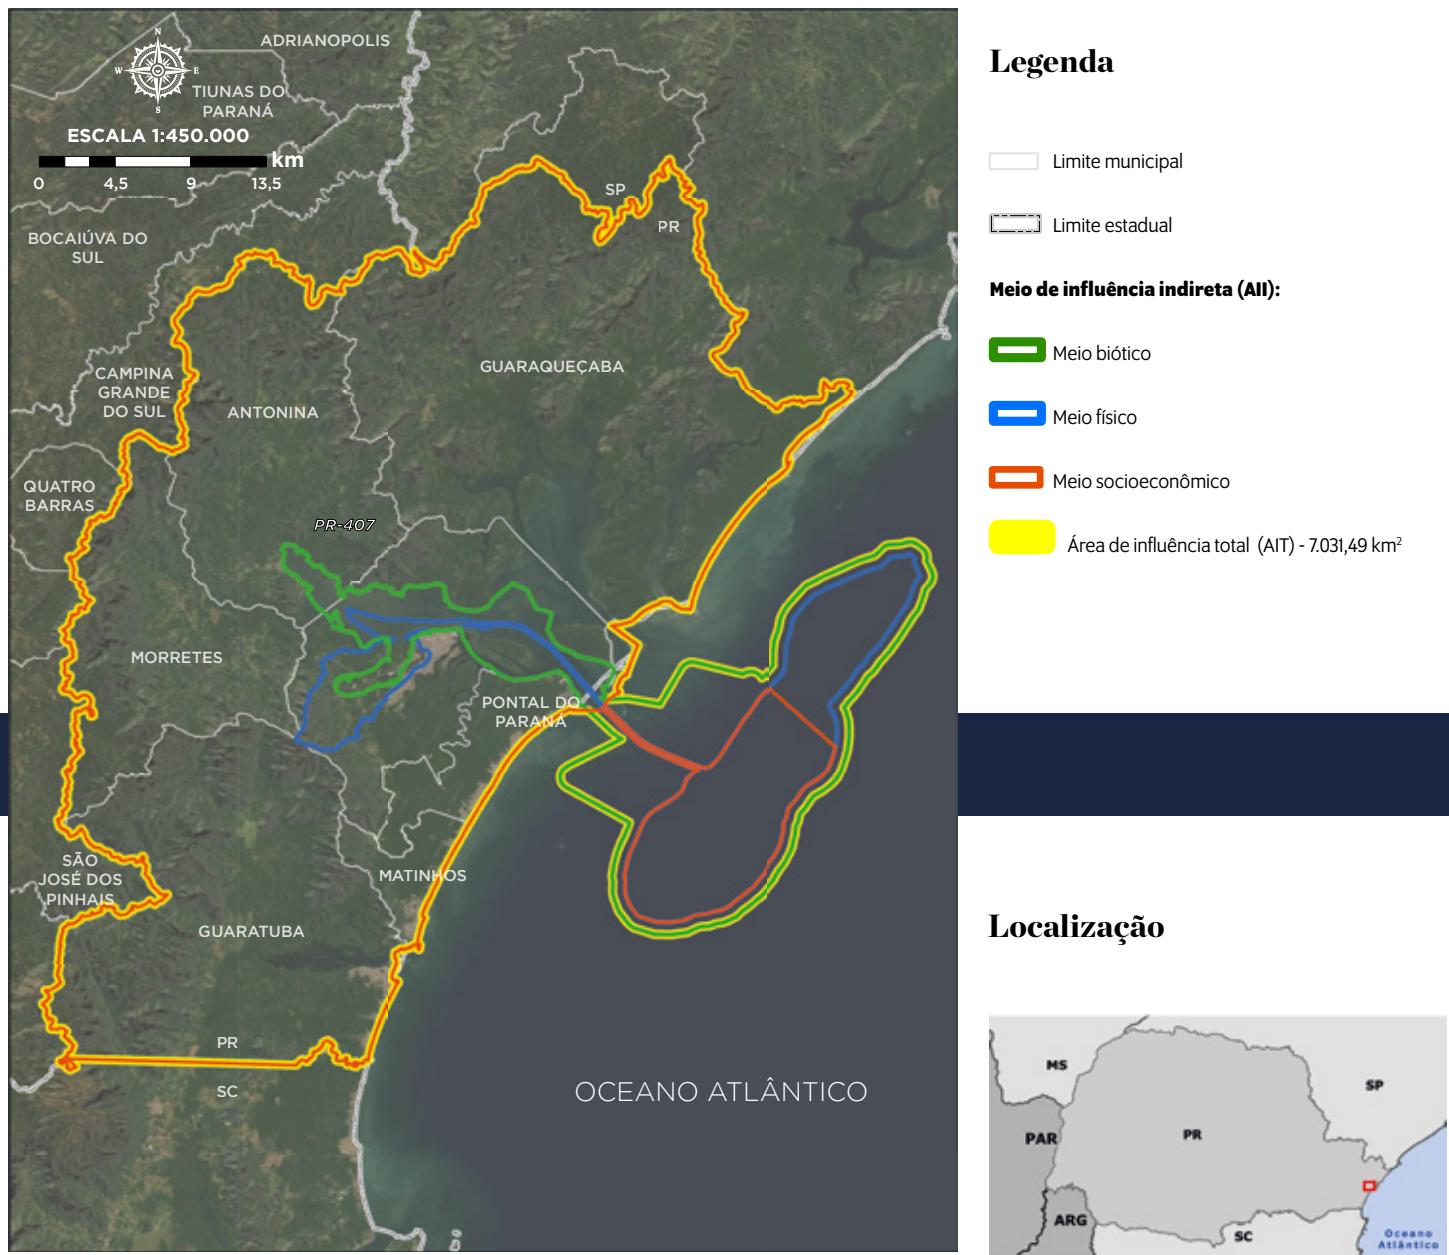 ADRIANOPOLIS
N
W
E
S
TIUNAS DO
PARANÁ
ESCALA 1:450.000
km
0
4,5
9
13,5
SP
PR
BOCAIÚVA DO
SUL
CAMPINA
GRANDE
DO SUL
GUARAQUEÇABA
ANTONINA
QUATRO
BARRAS
PR-407
MORRETES
PONTAL DO
PARANÁ
SÃO
JOSÉ DOS
PINHAIS
MATINHOS
GUARATUBA
PR
SC
OCEANO ATLÂNTICO
Legenda
Limite municipal
Limite estadual
Meio de influência indireta (AII):
Meio biótico
Meio físico
Meio socioeconômico
Área de influência total (AIT) - 7.031,49 km²
Localização
MS
SP
PAR
PR
ARG
SC
Oceano
Atlântico